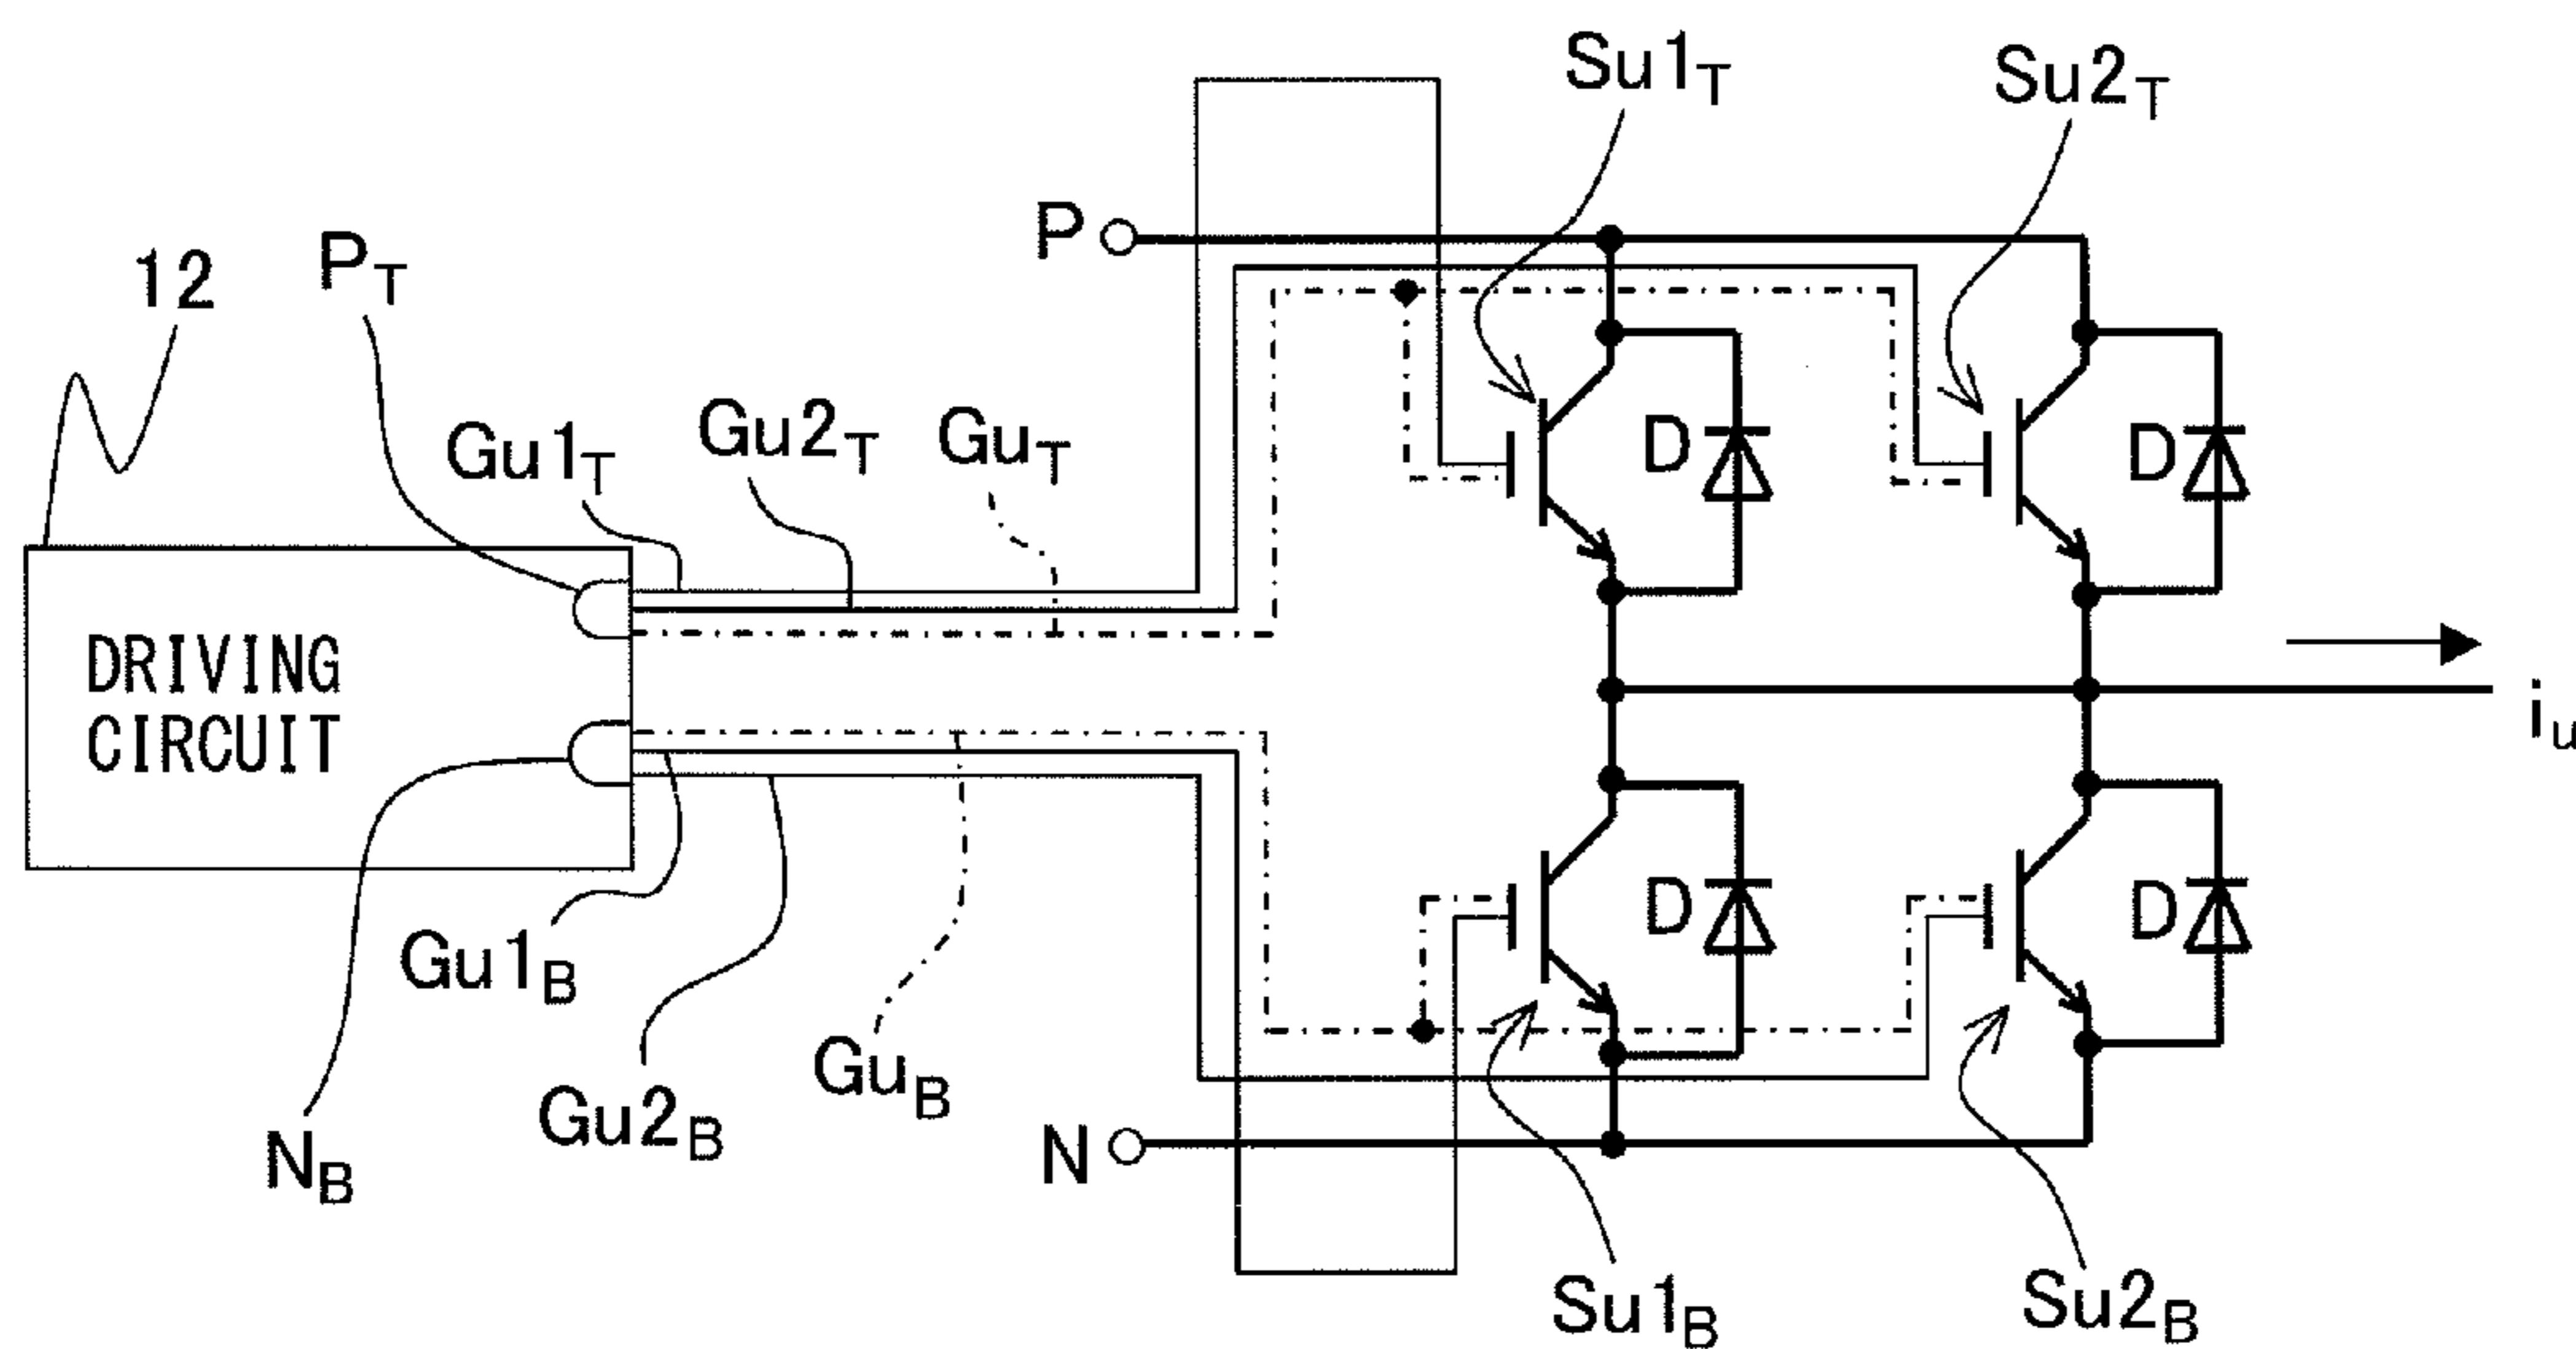 Su1T
Su2T
P
12
PT
Gu1T
Gu2T
GuT
D
D
DRIVING
CIRCUIT
iu
D
D
Gu1B
Gu2B
GuB
NB
N
Su1B
Su2B